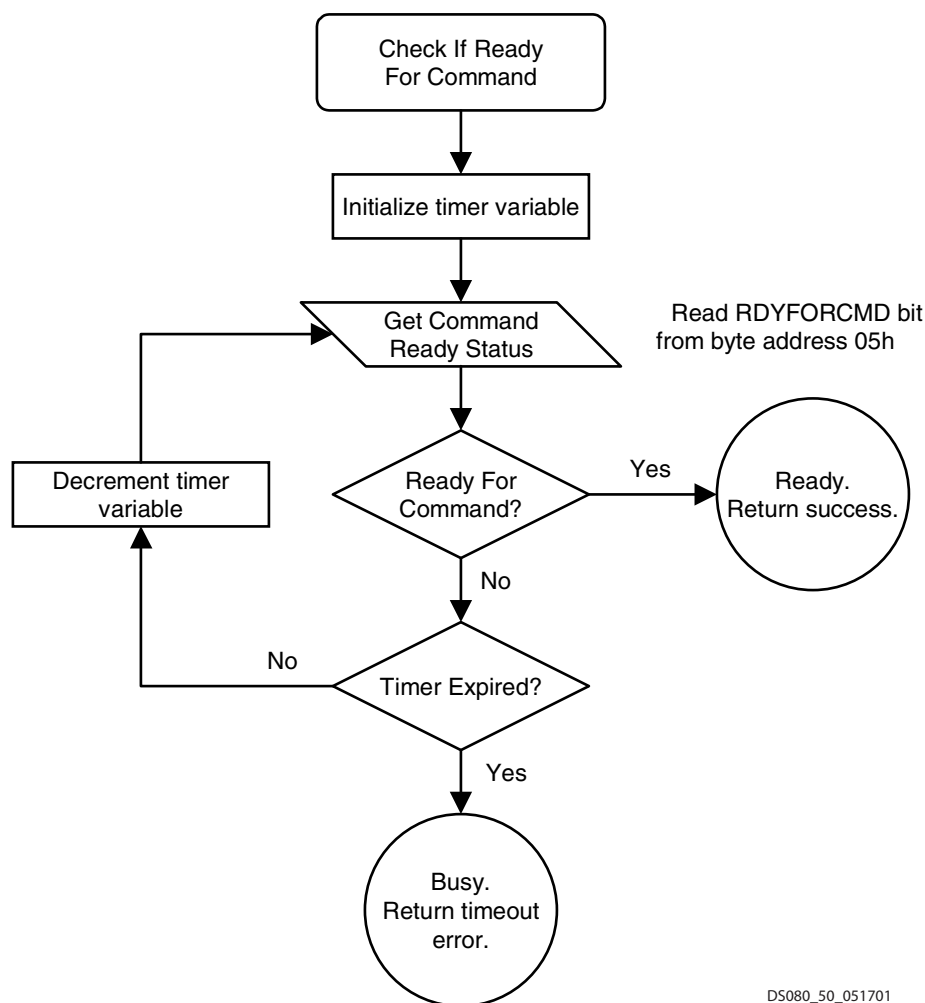 Check If Ready
For Command
Initialize timer variable
Get Command
Ready Status
Read RDYFORCMD bit
from byte address 05h
Decrement timer
variable
Ready For
Command?
Yes
Ready.
Return success.
No
No
Timer Expired?
Yes
Busy.
Return timeout
error.
DS080_50_051701